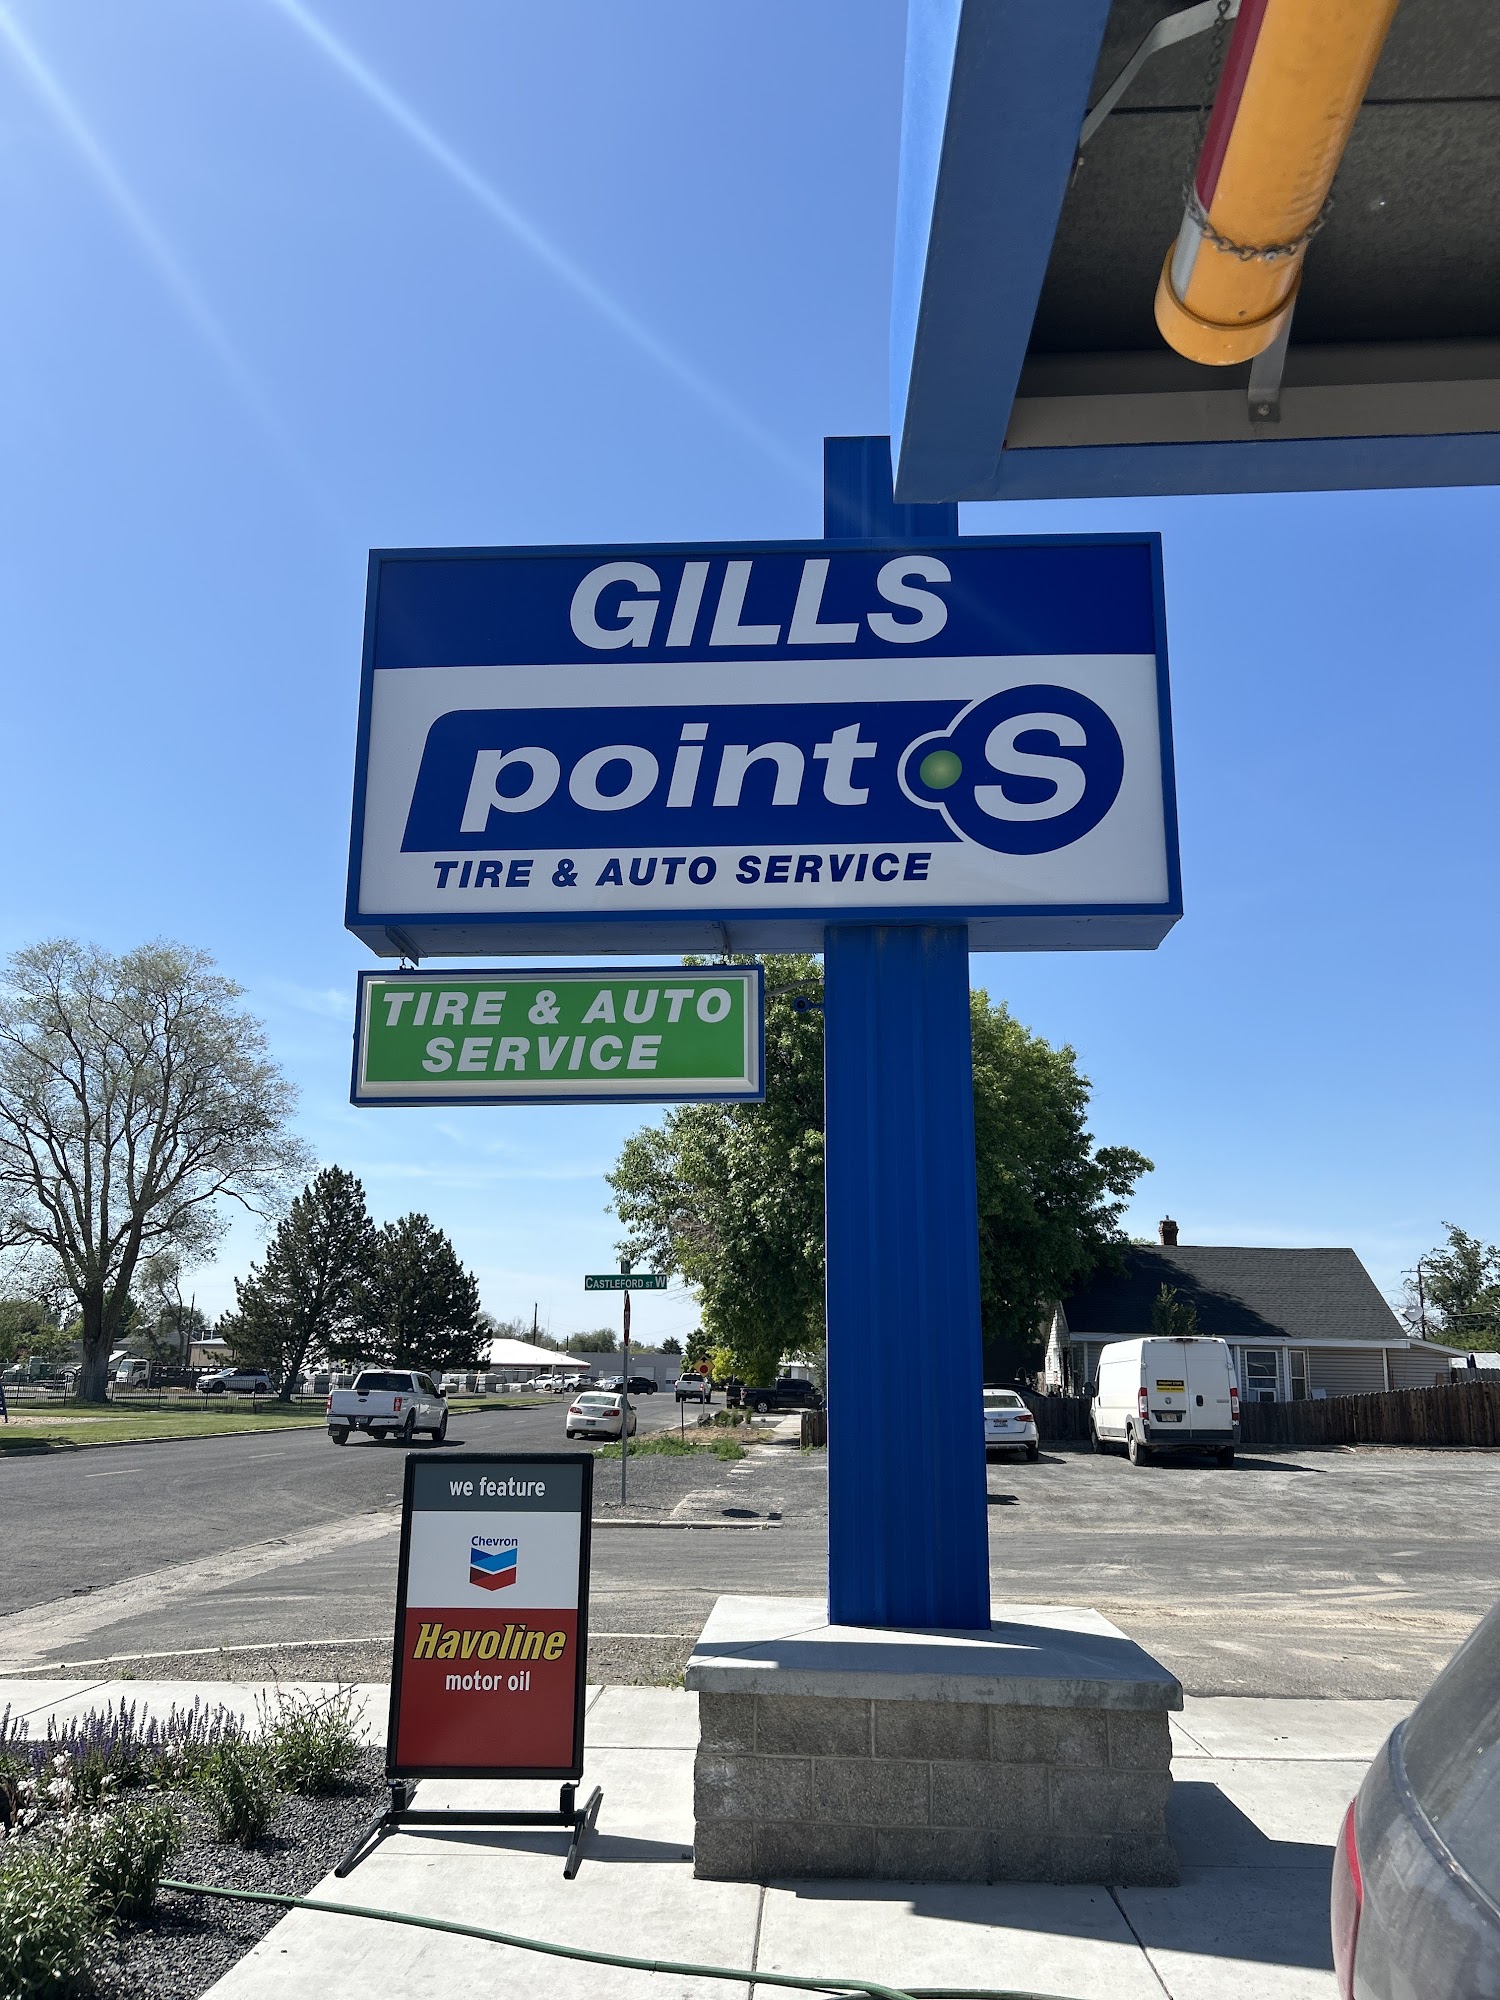 GILLS
point S
TIRE & AUTO SERVICE
TIRE & AUTO
SERVICE
CASTLEFORD ST W
we feature
Chevron
Havoline
motor oil